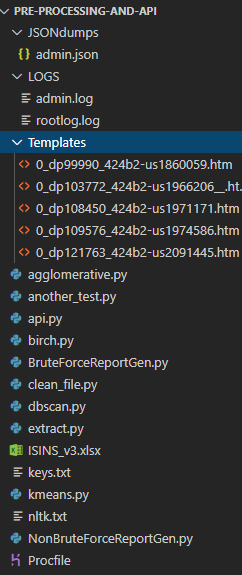 PRE-PROCESSING-AND-API
JSONdumps
{} admin.json
LOGS
admin.log
rootlog.log
Templates
<> 0_dp99990_424b2-us1860059.htm
<> 0_dp103772_424b2-us1966206__.ht.
<> 0_dp108450_424b2-us1971171.htm
<> 0_dp109576_424b2-us1974586.htm
<> 0_dp121763_424b2-us2091445.htm
agglomerative.py
another_test.py
api.py
birch.py
BruteForceReportGen.py
clean_file.py
dbscan.py
extract.py
ISINS_v3.xlsx
keys.txt
kmeans.py
nltk.txt
NonBruteForceReportGen.py
Procfile